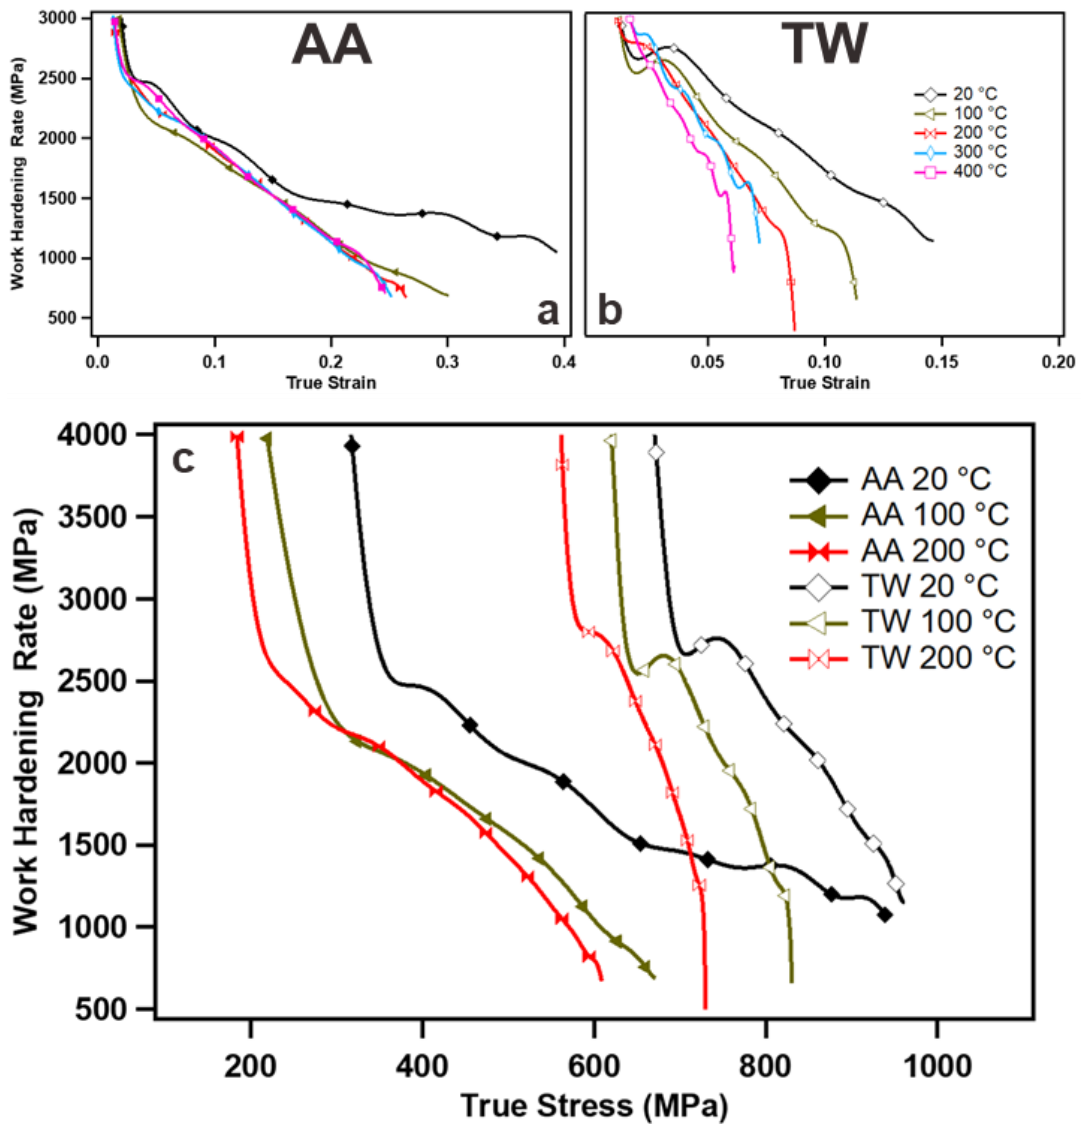 AA
TW
3000
2500
2000
1500
1000
500
Work Hardening Rate (MPa)
20 °C
100 °C
200 °C
300 °C
400 °C
a
b
0.0
0.1
0.2
0.3
0.4
True Strain
0.05
0.10
0.15
0.20
True Strain
c
4000
3500
3000
2500
2000
1500
1000
500
Work Hardening Rate (MPa)
AA 20 °C
AA 100 °C
AA 200 °C
TW 20 °C
TW 100 °C
TW 200 °C
200
400
600
800
1000
True Stress (MPa)